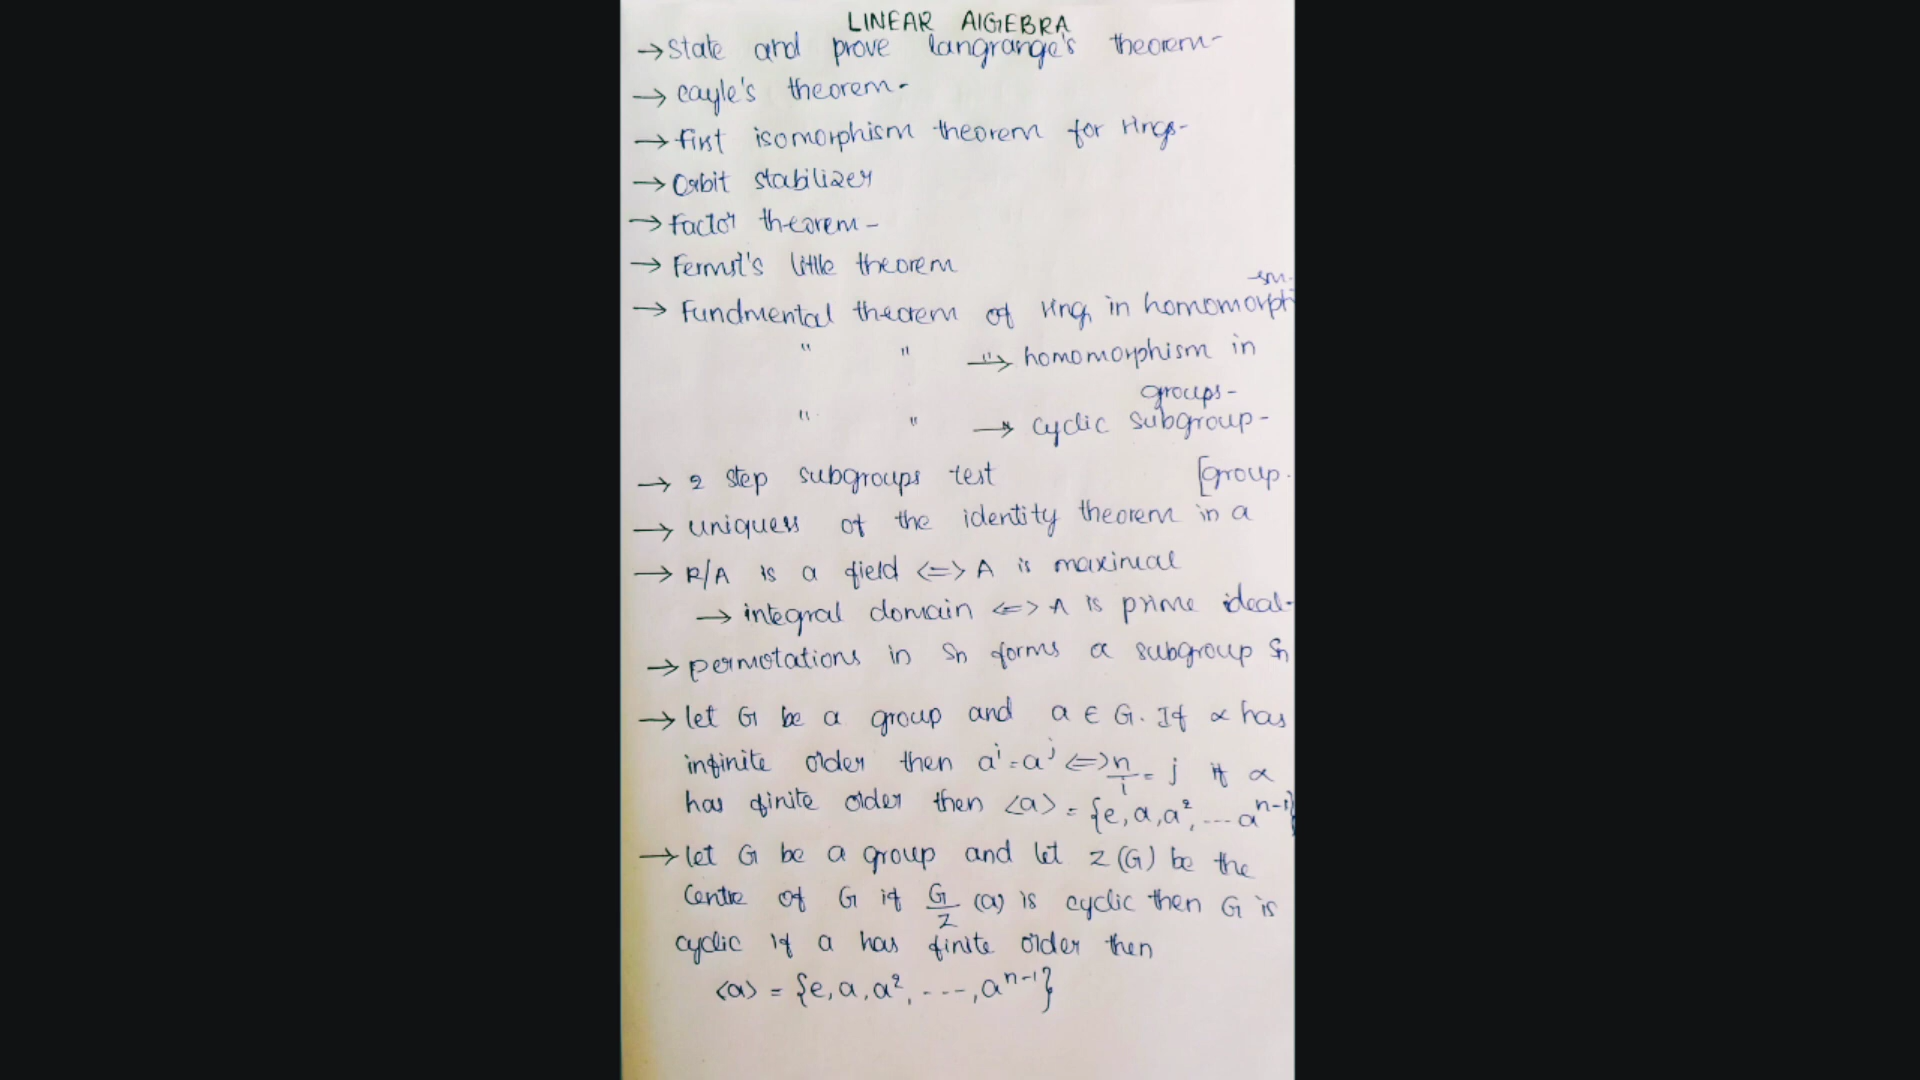 LINEAR AlGEBRA
→ State and prove langrange's theorem-
→ cayle's theorem-
→ first isomorphism theorem for rings-
→ Orbit stabilizer
→ Factor theorem-
→ Fermat's little theorem
→ Fundmental theorem of ring in homomorphism-
" " " → homomorphism in groups-
" " " → cyclic subgroup-
→ 2 step subgroups test
→ uniquess of the identity theorem in a [group.
→ R/A is a field <=> A is maximal
→ integral domain <=> A is prime ideal-
→ permotations in Sn forms a subgroup Sn
→ let G be a group and a ∈ G. If α has
infinite order then a^i = a^j <=> n/i = j if α
has finite order then <a> = {e, a, a², .... a^n-1}
→ let G be a group and let Z(G) be the
Centre of G if G/Z (a) is cyclic then G is
cyclic if a has finite order then
<a> = {e, a, a², ----, a^n-1}